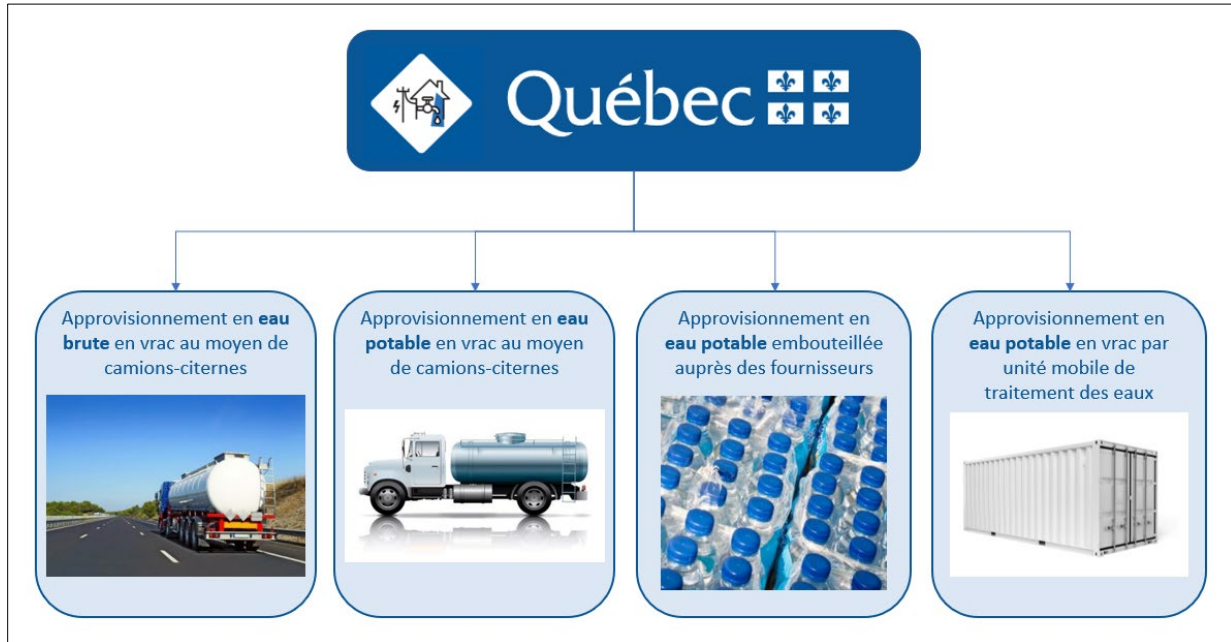 Québec
Approvisionnement en eau
brute en vrac au moyen de
camions-citernes
Approvisionnement en eau
potable en vrac au moyen
de camions-citernes
Approvisionnement en
eau potable embouteillée
auprès des fournisseurs
Approvisionnement en
eau potable en vrac par
unité mobile de
traitement des eaux